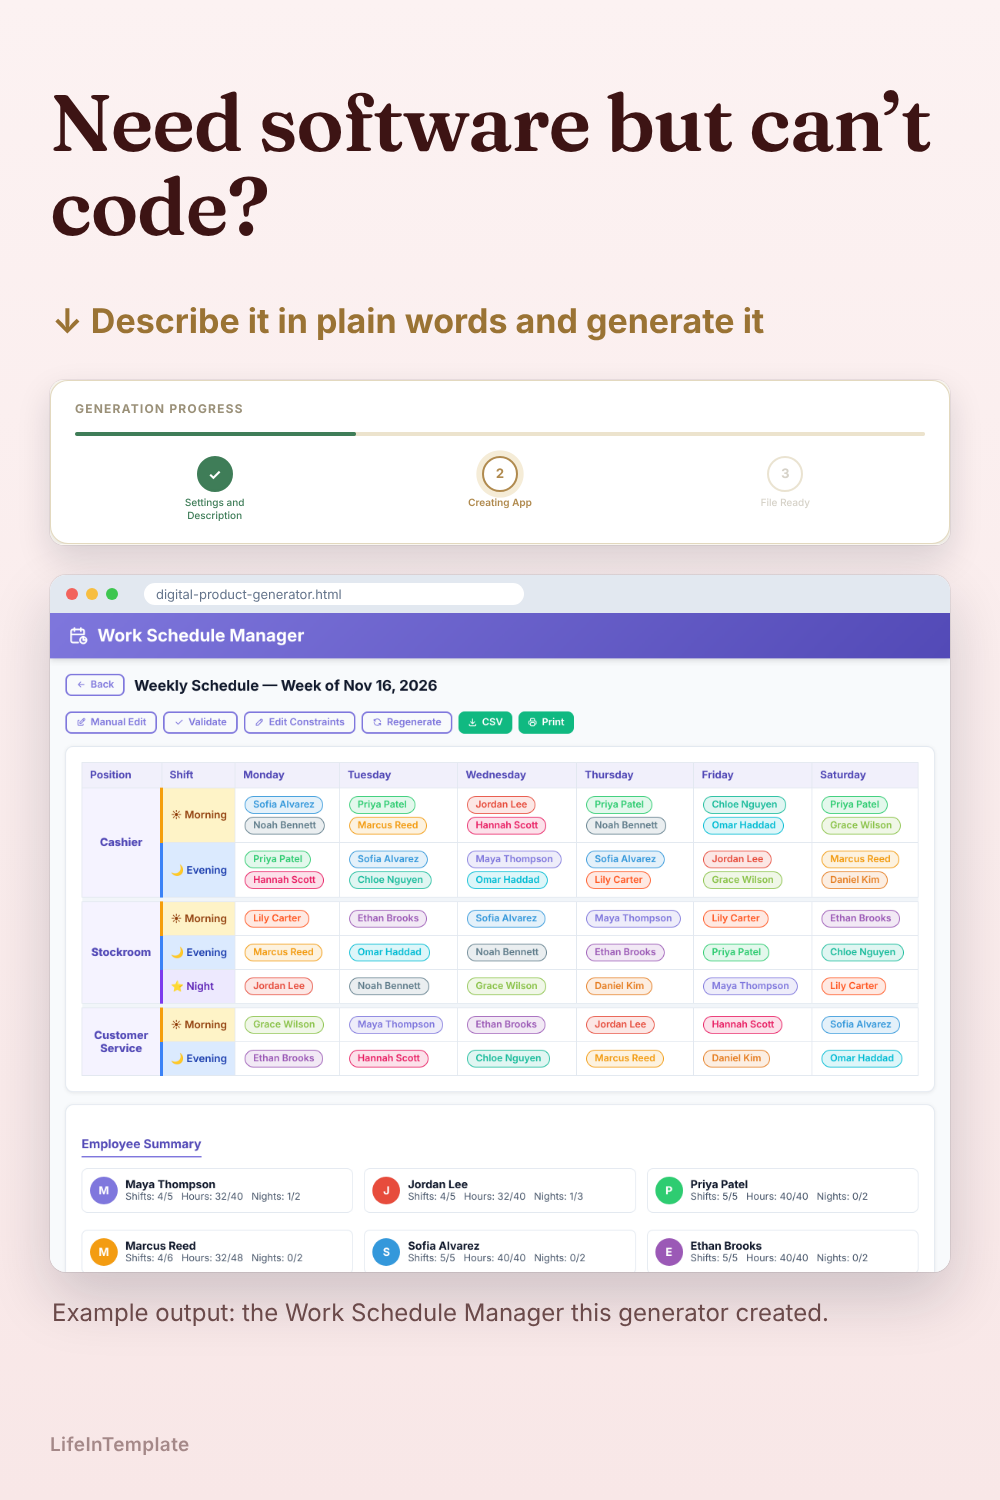 Need software but can’t
code?
↓ Describe it in plain words and generate it
GENERATION PROGRESS
✓ 2 3
Settings and Description
Creating App
File Ready
digital-product-generator.html
Work Schedule Manager
← Back
Weekly Schedule — Week of Nov 16, 2026
Manual Edit
Validate
Edit Constraints
Regenerate
CSV
Print
Position Shift Monday Tuesday Wednesday Thursday Friday Saturday
Cashier
Morning
Sofia Alvarez Priya Patel Jordan Lee Priya Patel Chloe Nguyen Priya Patel
Noah Bennett Marcus Reed Hannah Scott Noah Bennett Omar Haddad Grace Wilson
Evening
Priya Patel Sofia Alvarez Maya Thompson Sofia Alvarez Jordan Lee Marcus Reed
Hannah Scott Chloe Nguyen Omar Haddad Lily Carter Grace Wilson Daniel Kim
Stockroom
Morning Lily Carter Ethan Brooks Sofia Alvarez Maya Thompson Lily Carter Ethan Brooks
Evening Marcus Reed Omar Haddad Noah Bennett Ethan Brooks Priya Patel Chloe Nguyen
Night Jordan Lee Noah Bennett Grace Wilson Daniel Kim Maya Thompson Lily Carter
Customer
Service
Morning Grace Wilson Maya Thompson Ethan Brooks Jordan Lee Hannah Scott Sofia Alvarez
Evening Ethan Brooks Hannah Scott Chloe Nguyen Marcus Reed Daniel Kim Omar Haddad
Employee Summary
M Maya Thompson
Shifts: 4/5 Hours: 32/40 Nights: 1/2
J Jordan Lee
Shifts: 4/5 Hours: 32/40 Nights: 1/3
P Priya Patel
Shifts: 5/5 Hours: 40/40 Nights: 0/2
M Marcus Reed
Shifts: 4/6 Hours: 32/48 Nights: 0/2
S Sofia Alvarez
Shifts: 5/5 Hours: 40/40 Nights: 0/2
E Ethan Brooks
Shifts: 5/5 Hours: 40/40 Nights: 0/2
Example output: the Work Schedule Manager this generator created.
LifeInTemplate